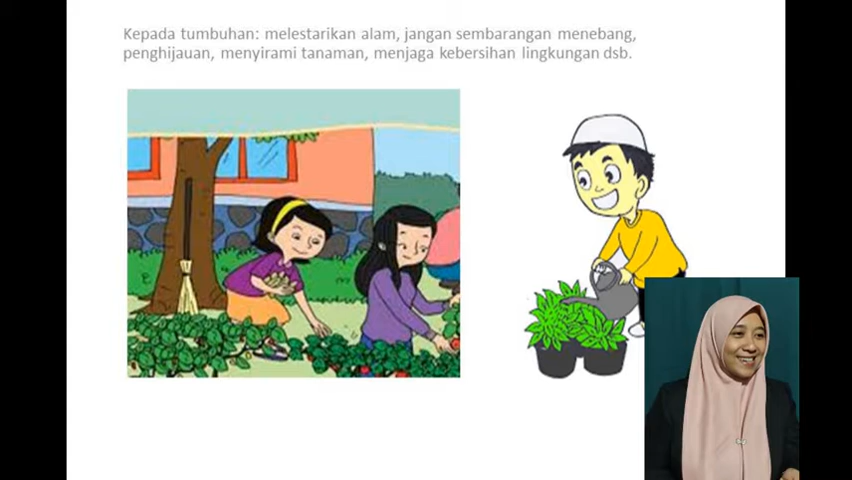 Kepada tumbuhan: melestarikan alam, jangan sembarangan menebang,
penghijauan, menyirami tanaman, menjaga kebersihan lingkungan dsb.